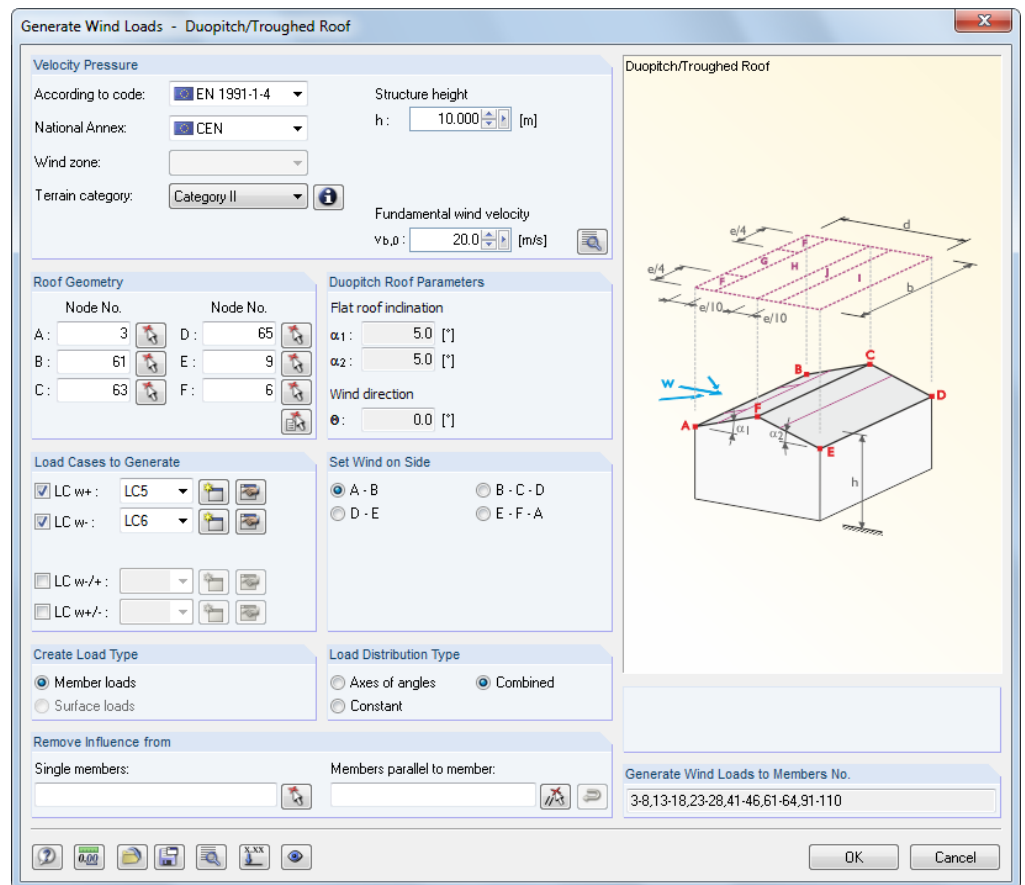 Generate Wind Loads - Duopitch/Troughed Roof
Velocity Pressure
According to code: EN 1991-1-4
National Annex: CEN
Wind zone:
Terrain category: Category II
Structure height
h : 10.000 [m]
Fundamental wind velocity
vb,0 : 20.0 [m/s]
Roof Geometry
Node No. Node No.
A : 3 D : 65
B : 61 E : 9
C : 63 F : 6
Duopitch Roof Parameters
Flat roof inclination
α1 : 5.0 [°]
α2 : 5.0 [°]
Wind direction
Θ : 0.0 [°]
Load Cases to Generate
LC w+ : LC5
LC w- : LC6
LC w-/+ :
LC w+/- :
Set Wind on Side
A - B B - C - D
D - E E - F - A
Create Load Type
Member loads
Surface loads
Load Distribution Type
Axes of angles Combined
Constant
Remove Influence from
Single members:
Members parallel to member:
Duopitch/Troughed Roof
e/4
d
F
G
H
J
I
e/4
F
b
e/10
e/10
C
B
W
F
D
A
α1
α2
E
h
Generate Wind Loads to Members No.
3-8,13-18,23-28,41-46,61-64,91-110
0.00
x.xx
OK
Cancel